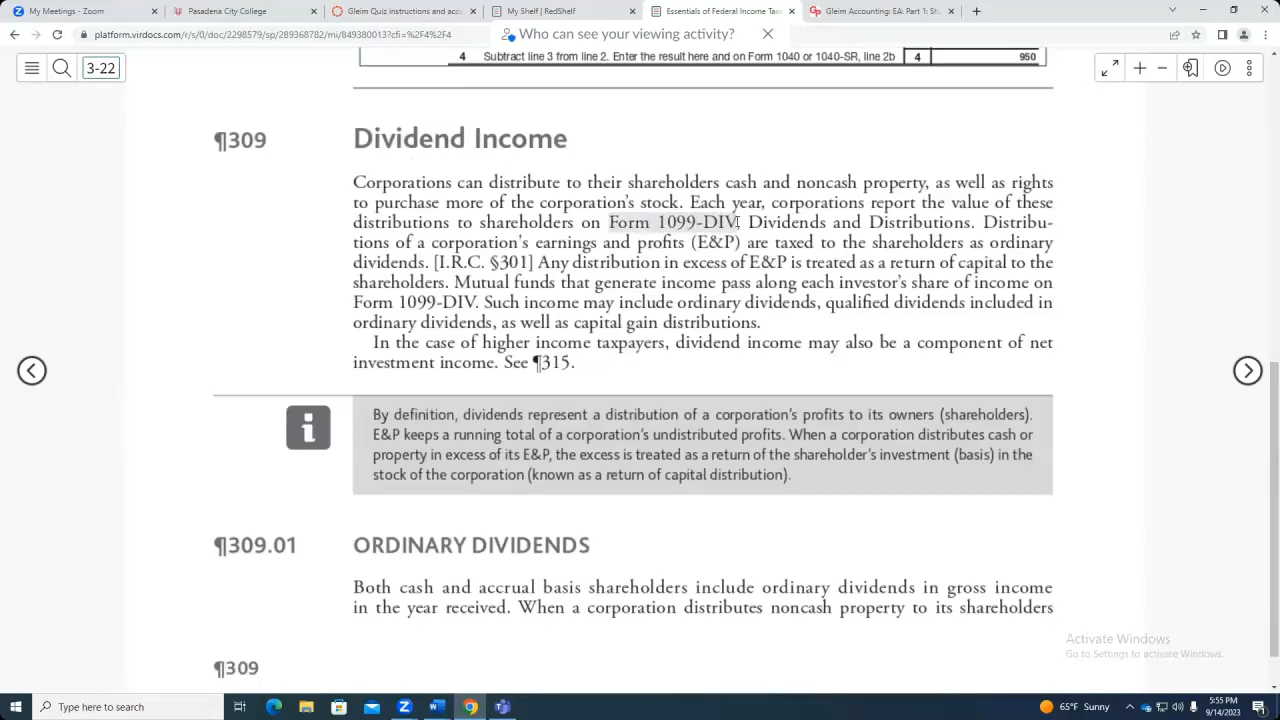 My Meetings - Zoom
Pasadena City College
Gleim Quiz instructions and acce
My Shelf | RedShelf
Essentials of Federal Income Tax
Gleim Accounting: EA: Part 1: St
platform.virdocs.com/r/s/0/doc/2298579/sp/289368782/mi/849380013?cfi=%2F4%2F4
Who can see your viewing activity?
3-22
4 Subtract line 3 from line 2. Enter the result here and on Form 1040 or 1040-SR, line 2b 4 950
¶309 Dividend Income
Corporations can distribute to their shareholders cash and noncash property, as well as rights
to purchase more of the corporation's stock. Each year, corporations report the value of these
distributions to shareholders on Form 1099-DIV, Dividends and Distributions. Distribu-
tions of a corporation's earnings and profits (E&P) are taxed to the shareholders as ordinary
dividends. [I.R.C. §301] Any distribution in excess of E&P is treated as a return of capital to the
shareholders. Mutual funds that generate income pass along each investor's share of income on
Form 1099-DIV. Such income may include ordinary dividends, qualified dividends included in
ordinary dividends, as well as capital gain distributions.
In the case of higher income taxpayers, dividend income may also be a component of net
investment income. See ¶315.
By definition, dividends represent a distribution of a corporation's profits to its owners (shareholders).
E&P keeps a running total of a corporation's undistributed profits. When a corporation distributes cash or
property in excess of its E&P, the excess is treated as a return of the shareholder's investment (basis) in the
stock of the corporation (known as a return of capital distribution).
¶309.01 ORDINARY DIVIDENDS
Both cash and accrual basis shareholders include ordinary dividends in gross income
in the year received. When a corporation distributes noncash property to its shareholders
¶309
Activate Windows
Go to Settings to activate Windows.
Type here to search
65°F Sunny
5:55 PM
9/14/2023